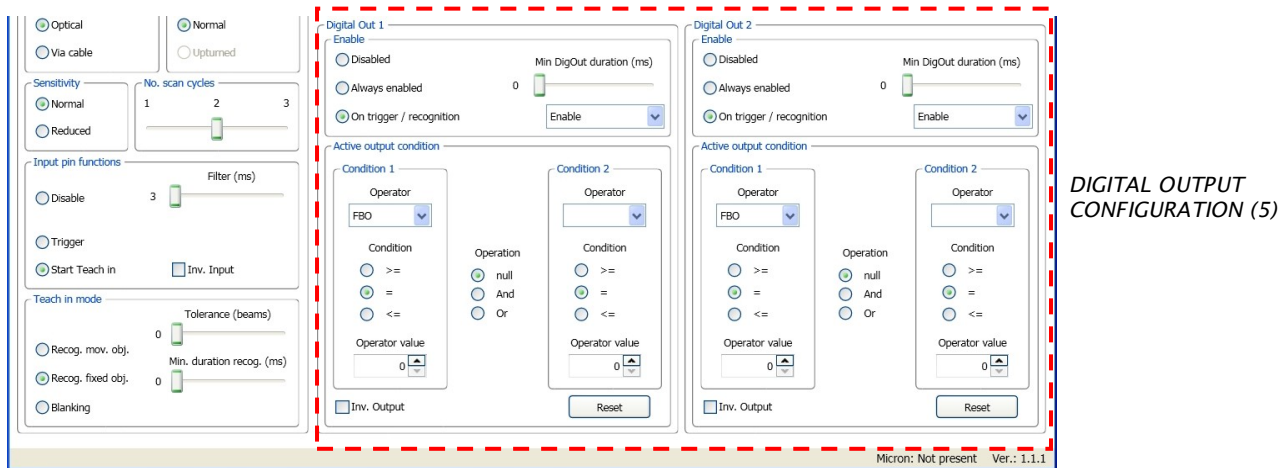 Optical
Via cable
Normal
Upturned
Sensitivity
Normal
Reduced
No. scan cycles
1 2 3
Input pin functions
Filter (ms)
Disable 3
Trigger
Start Teach in Inv. Input
Teach in mode
Tolerance (beams)
0
Recog. mov. obj.
Min. duration recog. (ms)
Recog. fixed obj. 0
Blanking
Digital Out 1
Enable
Disabled Min DigOut duration (ms)
Always enabled 0
On trigger / recognition Enable
Active output condition
Condition 1
Operator
FBO
Condition
>=
=
<=
Operator value
0
Operation
null
And
Or
Condition 2
Operator
Condition
>=
=
<=
Operator value
0
Inv. Output Reset
Digital Out 2
Enable
Disabled Min DigOut duration (ms)
Always enabled 0
On trigger / recognition Enable
Active output condition
Condition 1
Operator
FBO
Condition
>=
=
<=
Operator value
0
Operation
null
And
Or
Condition 2
Operator
Condition
>=
=
<=
Operator value
0
Inv. Output Reset
DIGITAL OUTPUT
CONFIGURATION (5)
Micron: Not present Ver.: 1.1.1